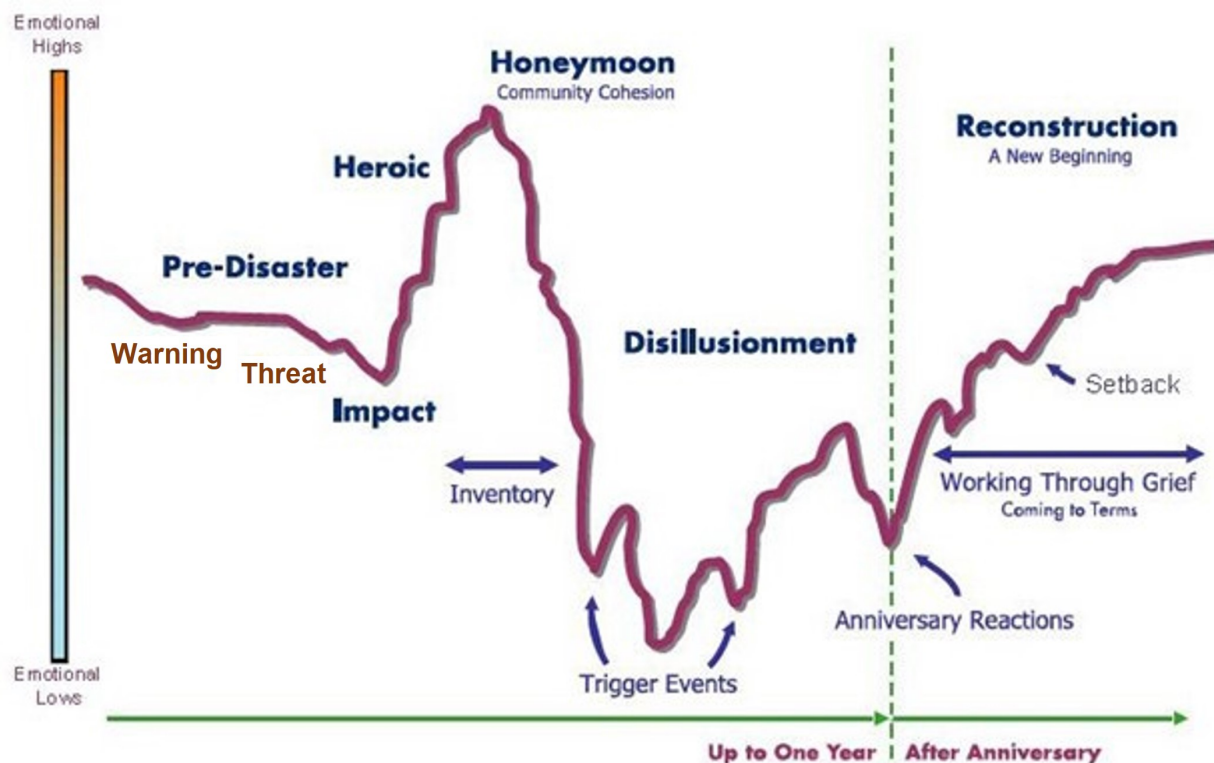 Emotional
Highs
Honeymoon
Community Cohesion
Reconstruction
A New Beginning
Heroic
Pre-Disaster
Warning
Threat
Impact
Disillusionment
Setback
Inventory
Working Through Grief
Coming to Terms
Anniversary Reactions
Trigger Events
Emotional
Lows
Up to One Year
After Anniversary